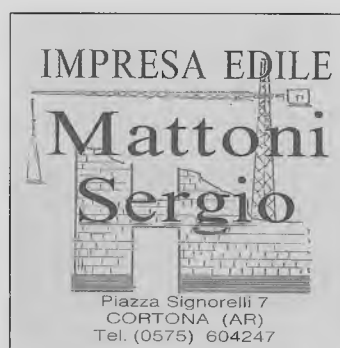 IMPRESA EDILE
Mattoni
Sergio
Piazza Signorelli 7
CORTONA (AR)
Tel. (0575) 604247